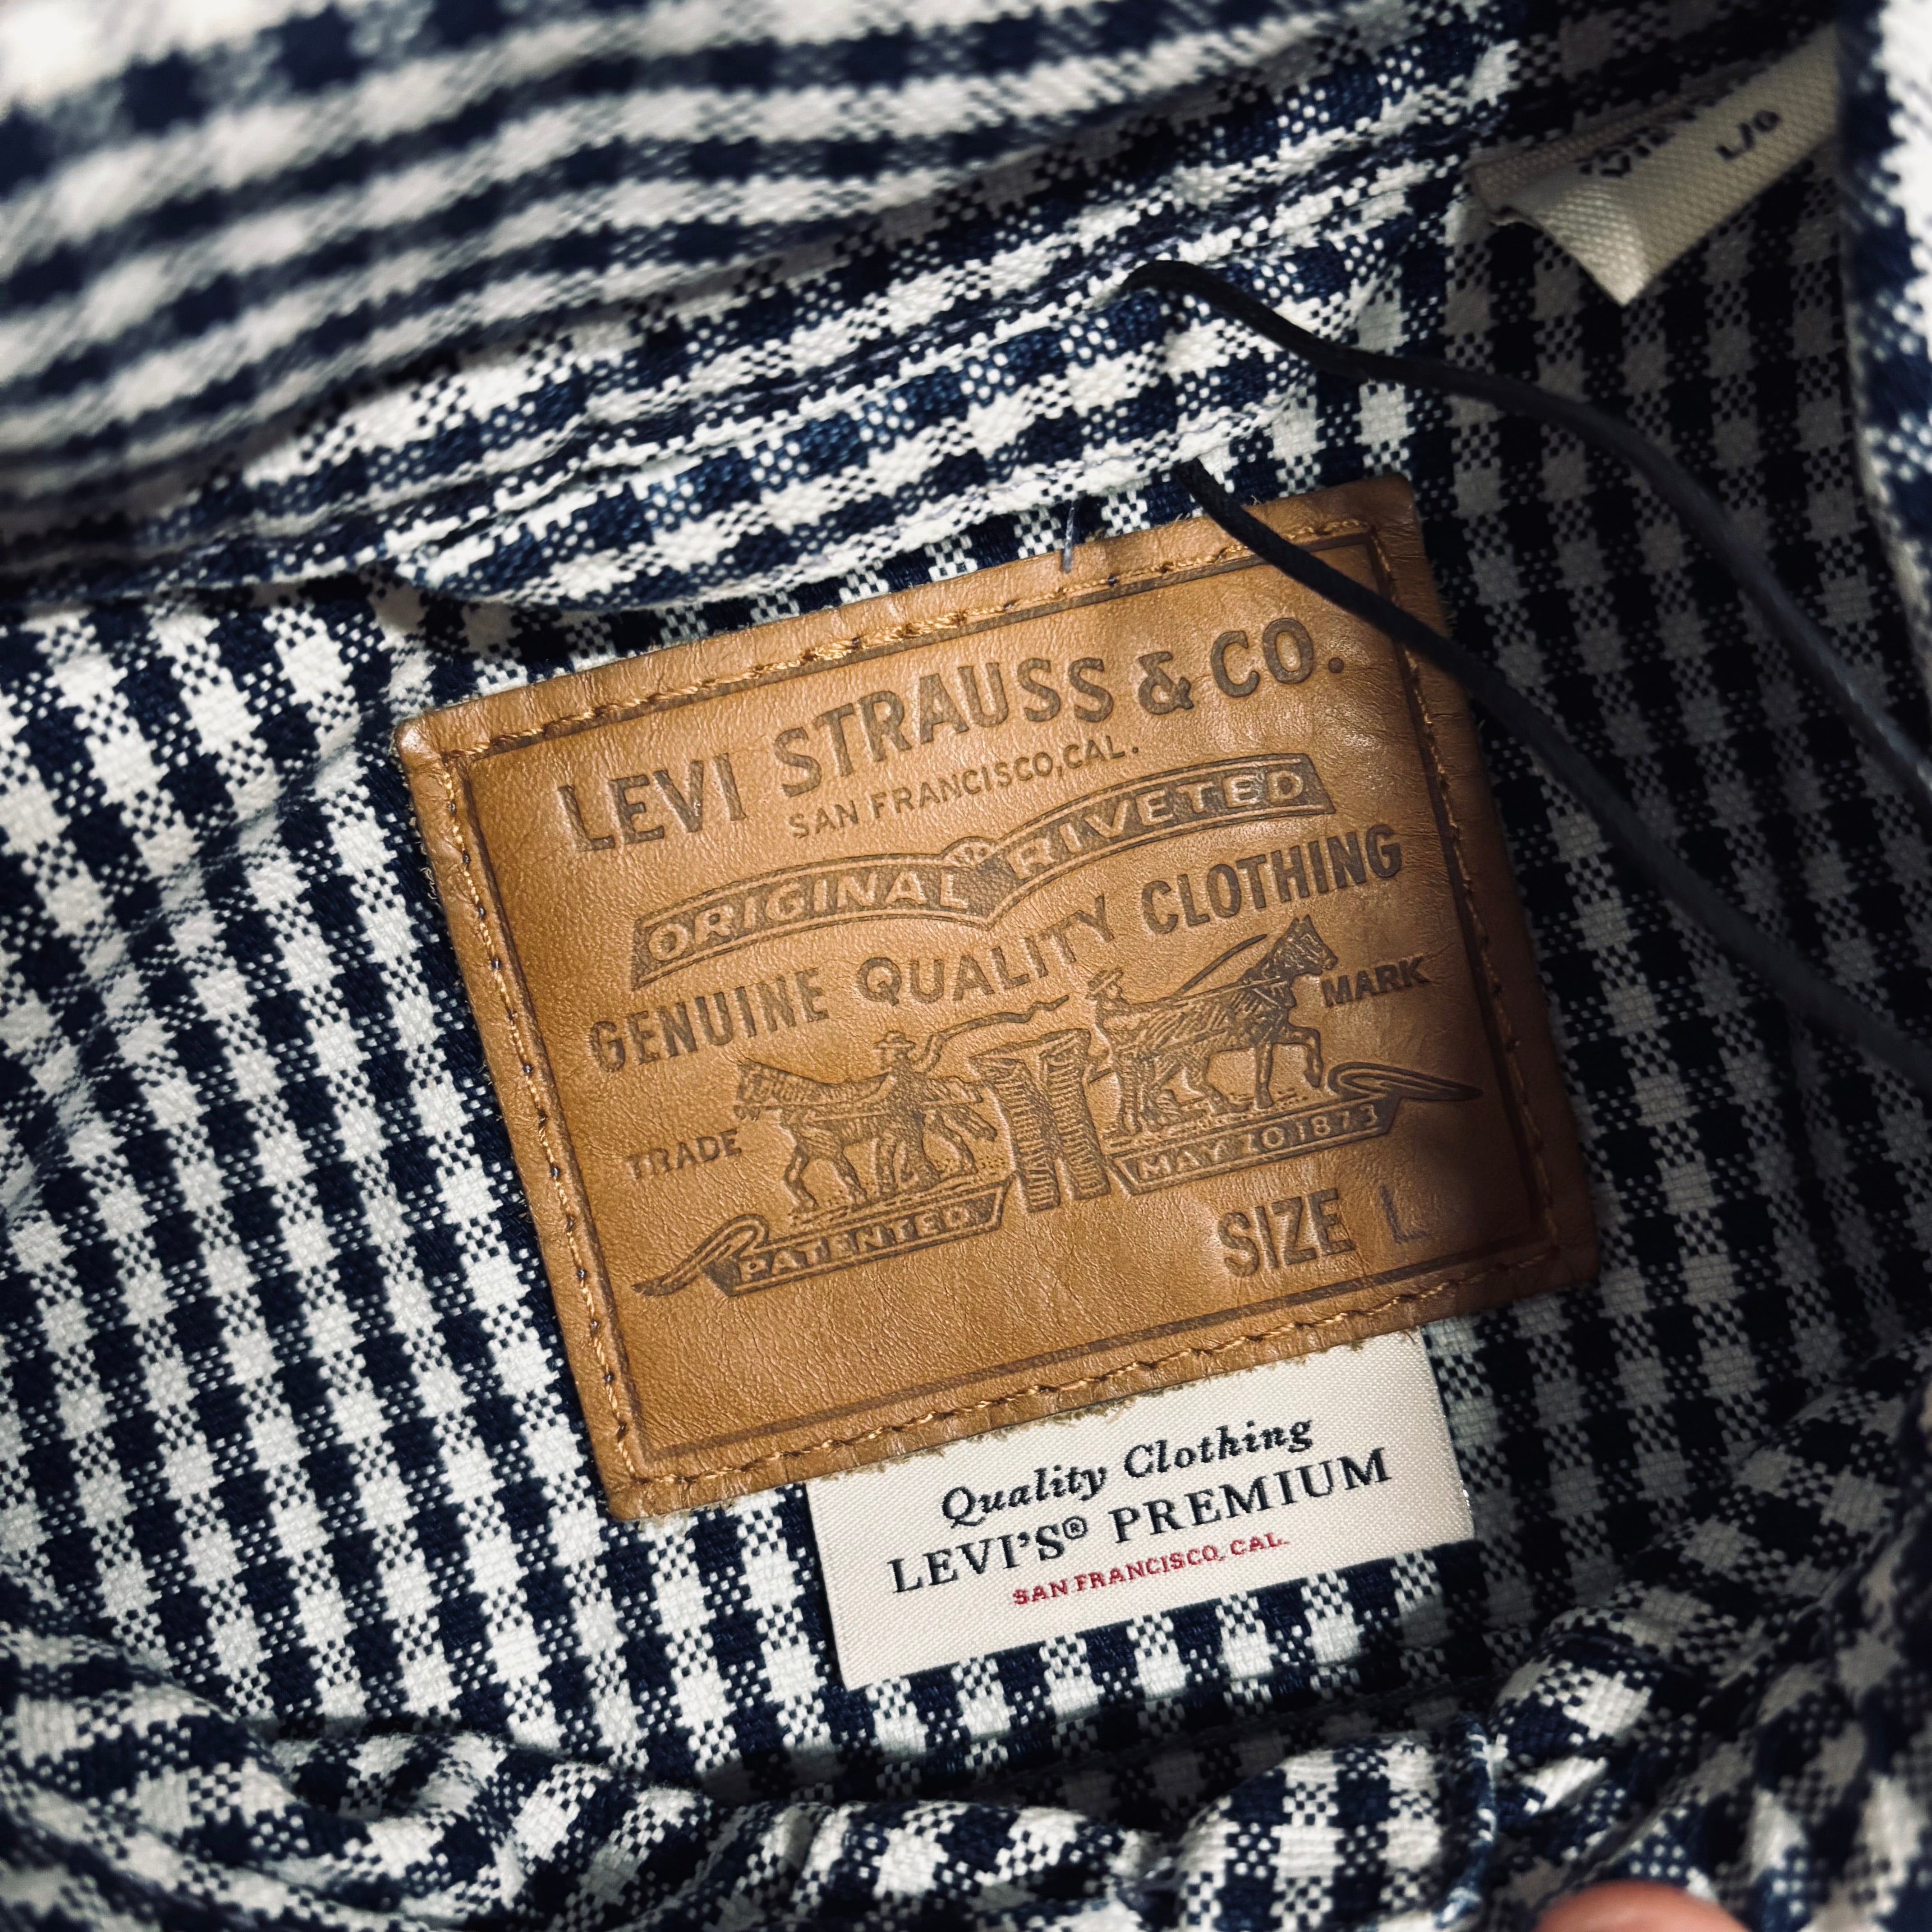 L/G
LEVI STRAUSS & CO.
SAN FRANCISCO, CAL.
ORIGINAL RIVETED
GENUINE QUALITY CLOTHING
TRADE MARK
PATENTED MAY 20 1873
SIZE L
Quality Clothing
LEVI'S® PREMIUM
SAN FRANCISCO, CAL.